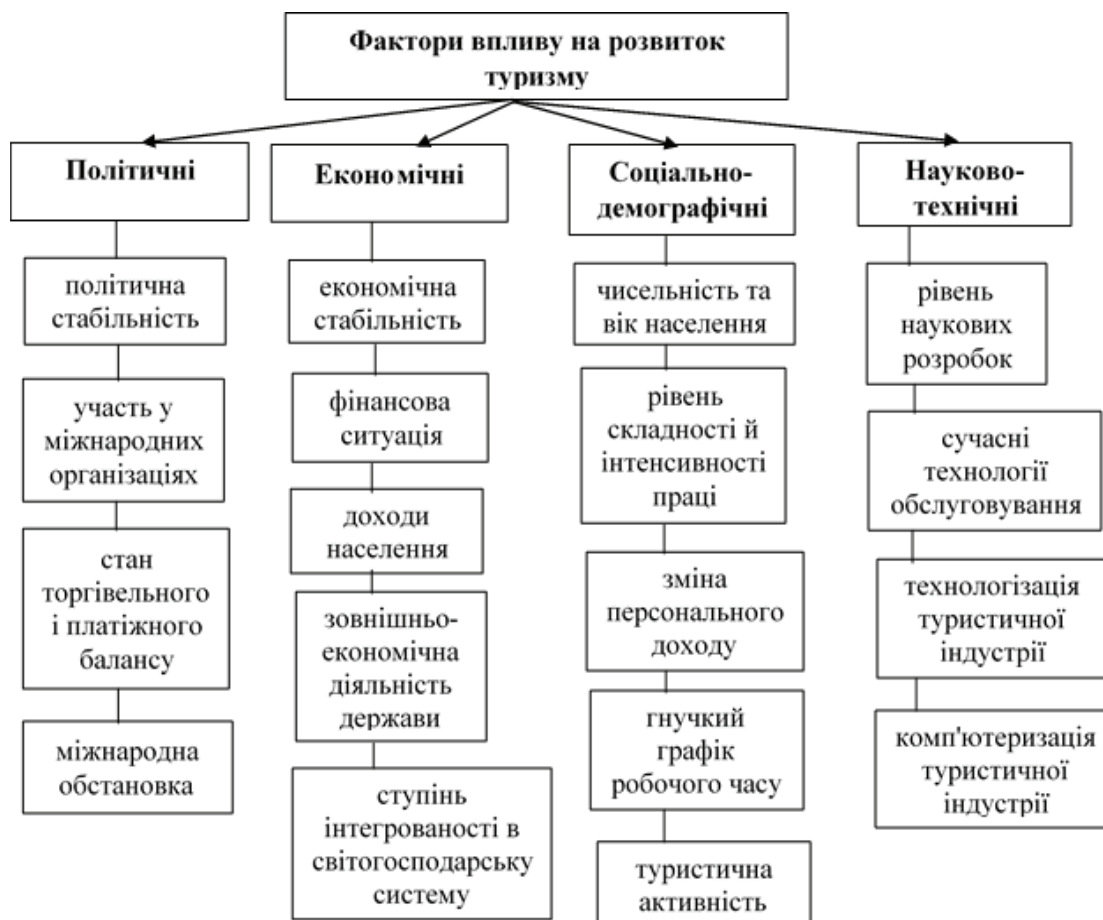 Фактори впливу на розвиток
туризму
Політичні
політична
стабільність
участь у
міжнародних
організаціях
стан
торгівельного
і платіжного
балансу
міжнародна
обстановка
Економічні
економічна
стабільність
фінансова
ситуація
доходи
населення
зовнішньо-
економічна
діяльність
держави
ступінь
інтегрованості в
світогосподарську
систему
Соціально-
демографічні
чисельність та
вік населення
рівень
складності й
інтенсивності
праці
зміна
персонального
доходу
гнучкий
графік
робочого часу
туристична
активність
Науково-
технічні
рівень
наукових
розробок
сучасні
технології
обслуговування
технологізація
туристичної
індустрії
комп'ютеризація
туристичної
індустрії